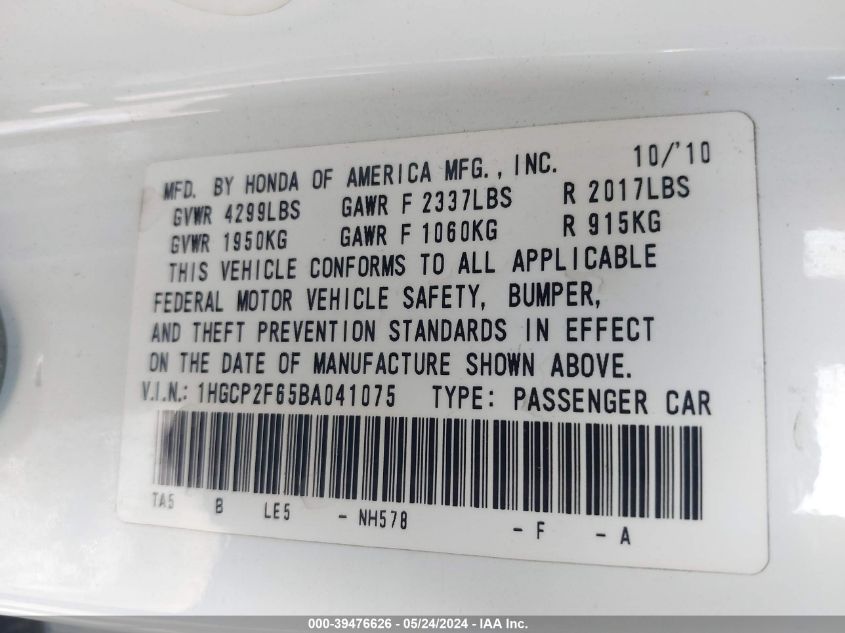 MFD. BY HONDA OF AMERICA MFG., INC. 10/'10
GVWR 4299LBS GAWR F 2337LBS R 2017LBS
GVWR 1950KG GAWR F 1060KG R 915KG
THIS VEHICLE CONFORMS TO ALL APPLICABLE
FEDERAL MOTOR VEHICLE SAFETY, BUMPER,
AND THEFT PREVENTION STANDARDS IN EFFECT
ON THE DATE OF MANUFACTURE SHOWN ABOVE.
V.I.N.: 1HGCP2F65BA041075 TYPE: PASSENGER CAR
TA5 B LE5 - NH578 - F - A
000-39476626 - 05/24/2024 - IAA Inc.